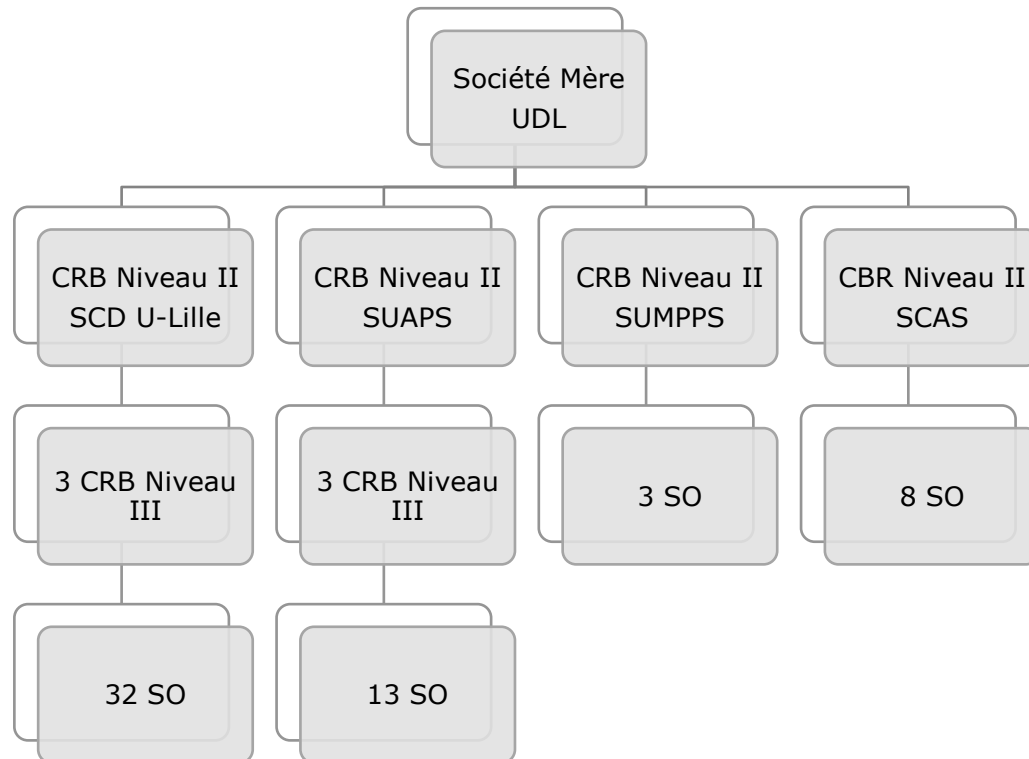 Société Mère
UDL
CRB Niveau II
SCD U-Lille
CRB Niveau II
SUAPS
CRB Niveau II
SUMPPS
CBR Niveau II
SCAS
3 CRB Niveau
III
3 CRB Niveau
III
3 SO
8 SO
32 SO
13 SO